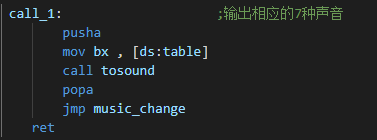 call_1: ;输出相应的7种声音
pusha
mov bx , [ds:table]
call tosound
popa
jmp music_change
ret